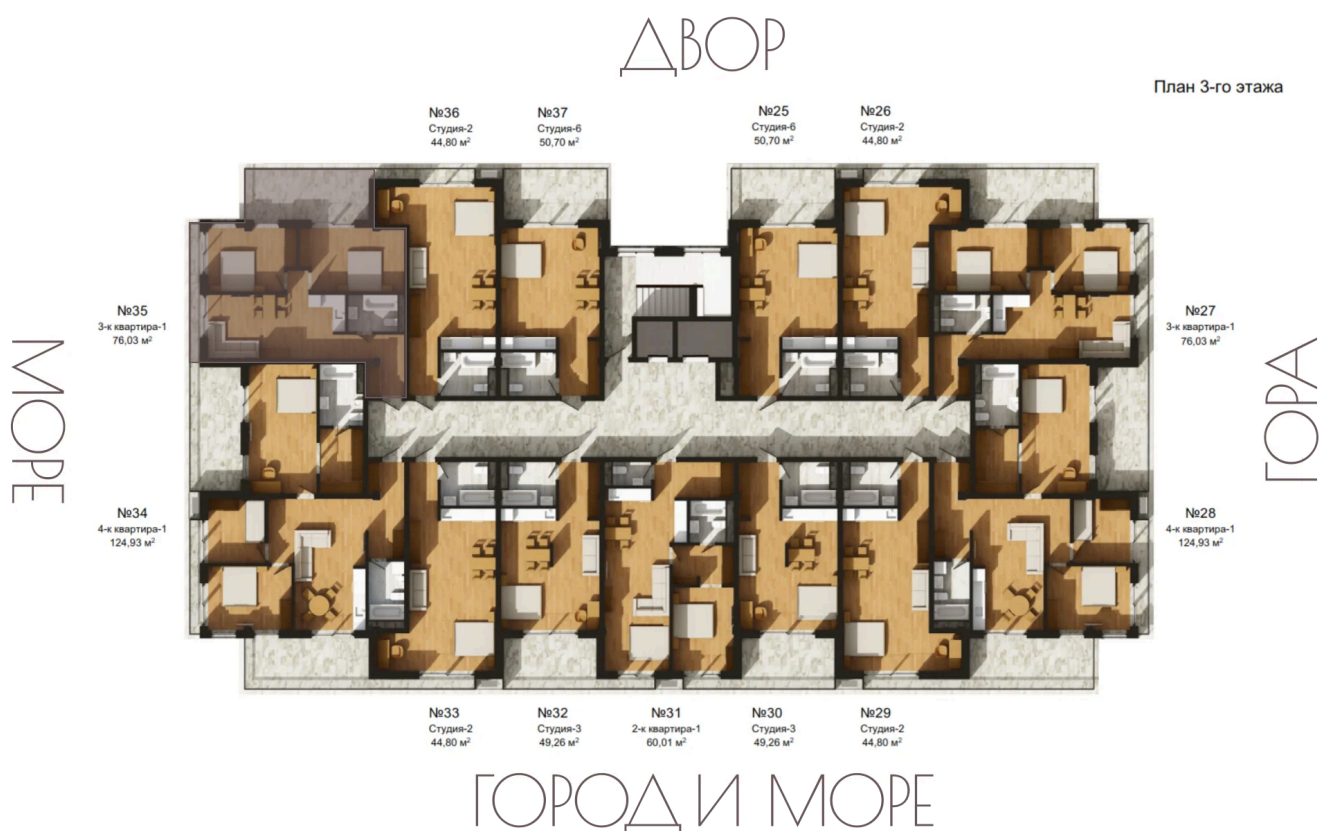 ДВОР
План 3-го этажа
№36
Студия-2
44,80 м²
№37
Студия-6
50,70 м²
№25
Студия-6
50,70 м²
№26
Студия-2
44,80 м²
№35
3-к квартира-1
76,03 м²
№27
3-к квартира-1
76,03 м²
МОРЕ
ГОРА
№34
4-к квартира-1
124,93 м²
№28
4-к квартира-1
124,93 м²
№33
Студия-2
44,80 м²
№32
Студия-3
49,26 м²
№31
2-к квартира-1
60,01 м²
№30
Студия-3
49,26 м²
№29
Студия-2
44,80 м²
ГОРОД И МОРЕ